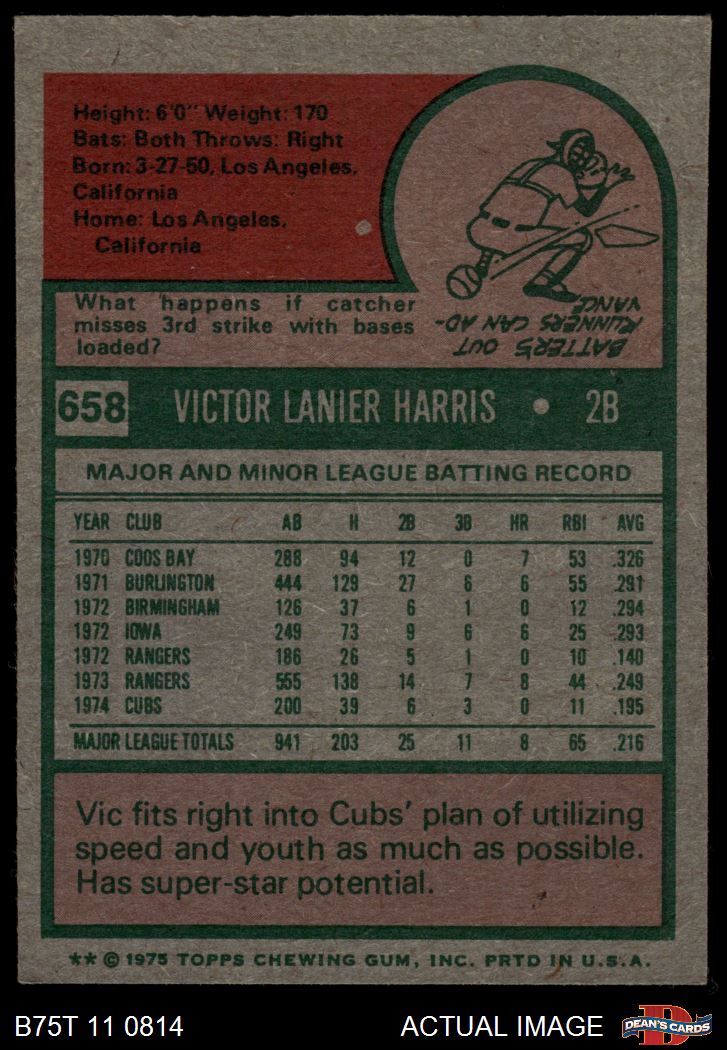 Height: 6'0" Weight: 170
Bats: Both Throws: Right
Born: 3-27-50, Los Angeles,
California
Home: Los Angeles,
California
What happens if catcher
misses 3rd strike with bases
loaded?
BATTER'S OUT
RUNNERS CAN AD-
VANCE
658 VICTOR LANIER HARRIS • 2B
MAJOR AND MINOR LEAGUE BATTING RECORD
YEAR CLUB AB H 2B 3B HR RBI AVG
1970 COOS BAY 288 94 12 0 7 53 .326
1971 BURLINGTON 444 129 27 6 6 55 .291
1972 BIRMINGHAM 126 37 6 1 0 12 .294
1972 IOWA 249 73 9 6 6 25 .293
1972 RANGERS 186 26 5 1 0 10 .140
1973 RANGERS 555 138 14 7 8 44 .249
1974 CUBS 200 39 6 3 0 11 .195
MAJOR LEAGUE TOTALS 941 203 25 11 8 65 .216
Vic fits right into Cubs' plan of utilizing
speed and youth as much as possible.
Has super-star potential.
** © 1975 TOPPS CHEWING GUM, INC. PRTD IN U.S.A.
B75T 11 0814 ACTUAL IMAGE
D
DEAN'S CARDS